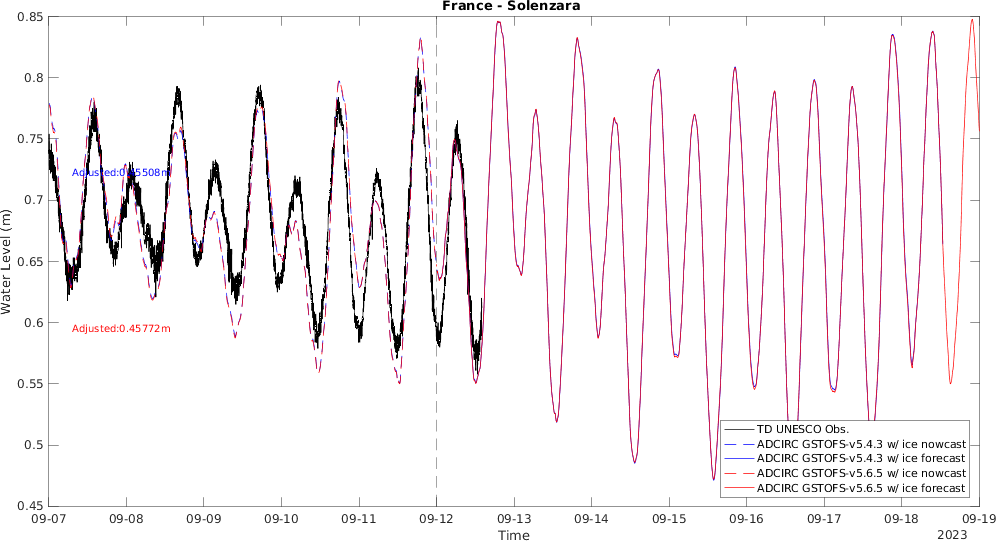 France - Solenzara
0.85
0.8
0.75
0.7
0.65
0.6
0.55
0.5
0.45
Water Level (m)
Adjusted:0.45508m
Adjusted:0.45772m
TD UNESCO Obs.
ADCIRC GSTOFS-v5.4.3 w/ ice nowcast
ADCIRC GSTOFS-v5.4.3 w/ ice forecast
ADCIRC GSTOFS-v5.6.5 w/ ice nowcast
ADCIRC GSTOFS-v5.6.5 w/ ice forecast
09-07 09-08 09-09 09-10 09-11 09-12 09-13 09-14 09-15 09-16 09-17 09-18 09-19
Time
2023